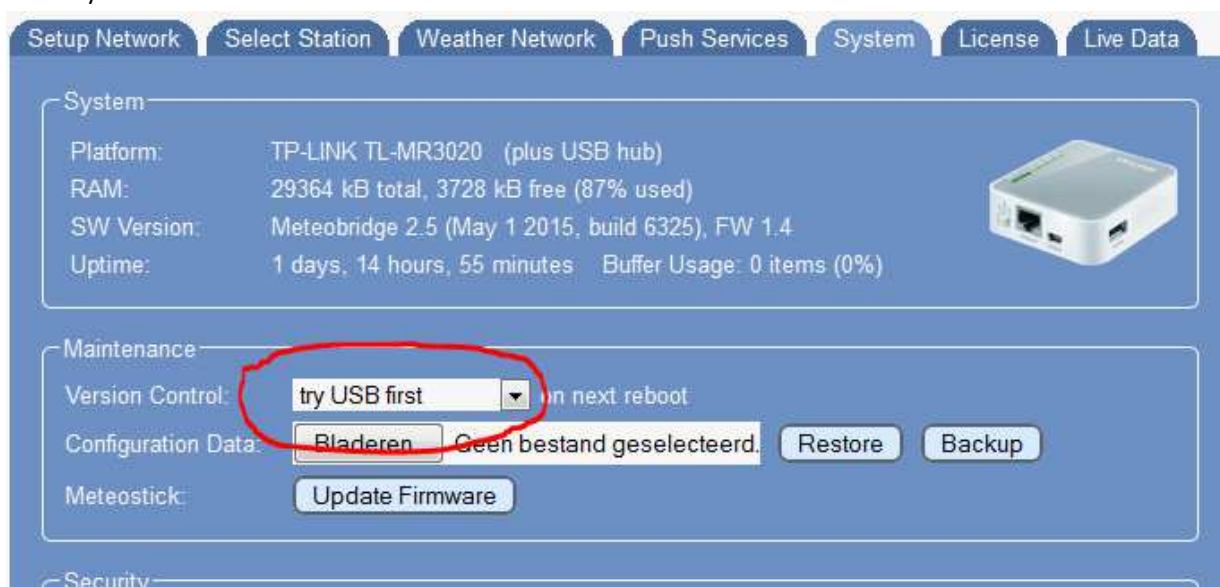 Setup Network Select Station Weather Network Push Services System License Live Data
System
Platform: TP-LINK TL-MR3020 (plus USB hub)
RAM: 29364 kB total, 3728 kB free (87% used)
SW Version: Meteobridge 2.5 (May 1 2015, build 6325), FW 1.4
Uptime: 1 days, 14 hours, 55 minutes Buffer Usage: 0 items (0%)
Maintenance
Version Control: try USB first on next reboot
Configuration Data: Bladeren... Geen bestand geselecteerd. Restore Backup
Meteostick: Update Firmware
Security